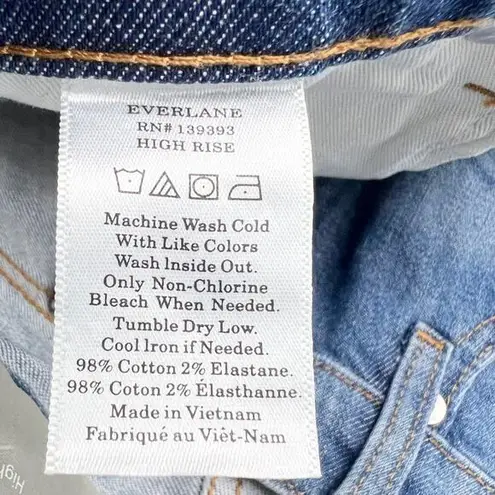 EVERLANE
RN# 139393
HIGH RISE
Machine Wash Cold
With Like Colors
Wash Inside Out.
Only Non-Chlorine
Bleach When Needed.
Tumble Dry Low.
Cool Iron if Needed.
98% Cotton 2% Elastane.
98% Coton 2% Élasthanne.
Made in Vietnam
Fabriqué au Viêt-Nam
High